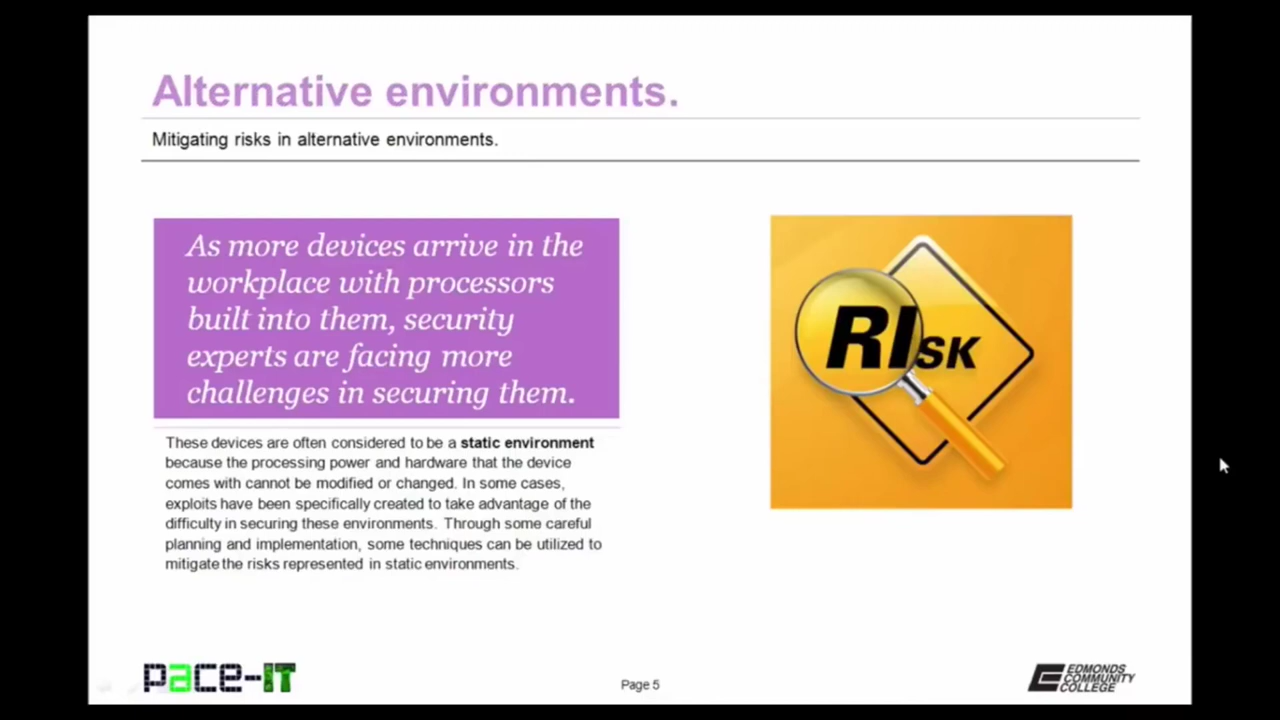 Alternative environments.
Mitigating risks in alternative environments.
As more devices arrive in the
workplace with processors
built into them, security
experts are facing more
challenges in securing them.
These devices are often considered to be a static environment
because the processing power and hardware that the device
comes with cannot be modified or changed. In some cases,
exploits have been specifically created to take advantage of the
difficulty in securing these environments. Through some careful
planning and implementation, some techniques can be utilized to
mitigate the risks represented in static environments.
RISK
pace-IT
Page 5
EDMONDS
COMMUNITY
COLLEGE